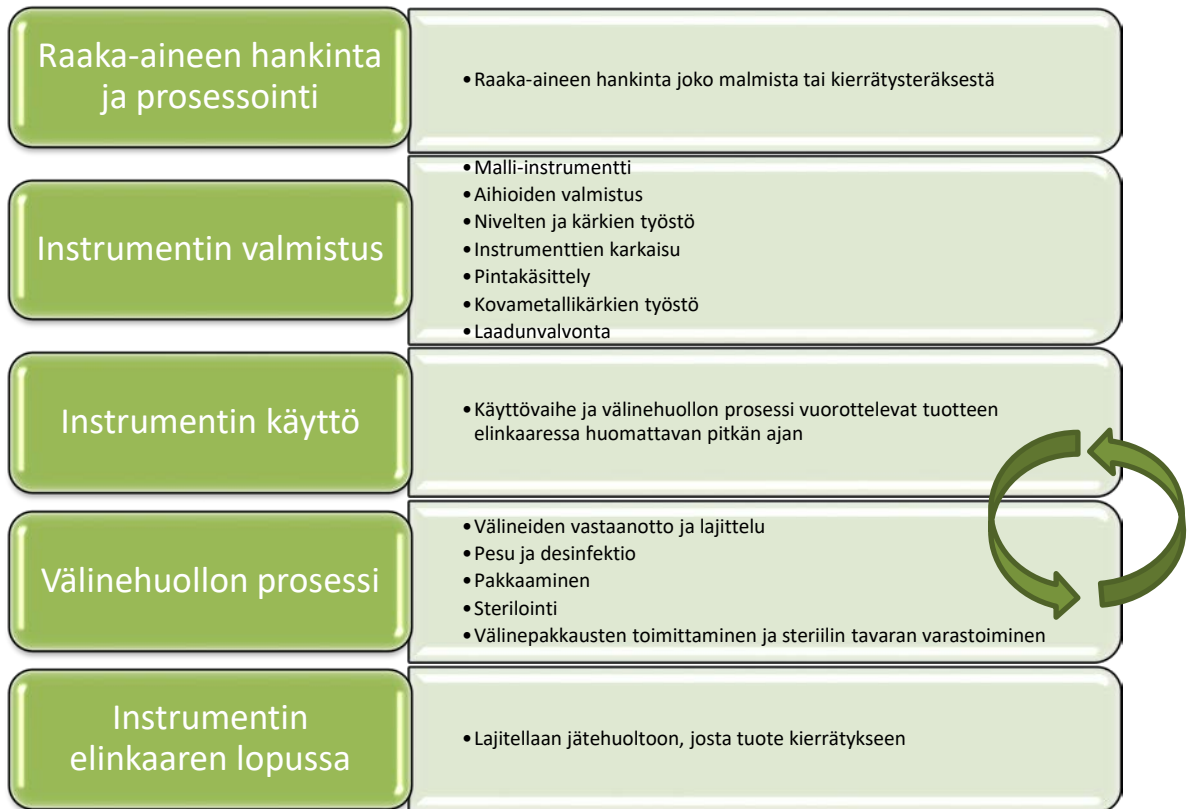 Raaka-aineen hankinta
ja prosessointi
•Raaka-aineen hankinta joko malmista tai kierrätysteräksestä
Instrumentin valmistus
•Malli-instrumentti
•Aihioiden valmistus
•Nivelten ja kärkien työstö
•Instrumenttien karkaisu
•Pintakäsittely
•Kovametallikärkien työstö
•Laadunvalvonta
Instrumentin käyttö
•Käyttövaihe ja välinehuollon prosessi vuorottelevat tuotteen
elinkaaressa huomattavan pitkän ajan
Välinehuollon prosessi
•Välineiden vastaanotto ja lajittelu
•Pesu ja desinfektio
•Pakkaaminen
•Sterilointi
•Välinepakkausten toimittaminen ja steriilin tavaran varastoiminen
Instrumentin
elinkaaren lopussa
•Lajitellaan jätehuoltoon, josta tuote kierrätykseen